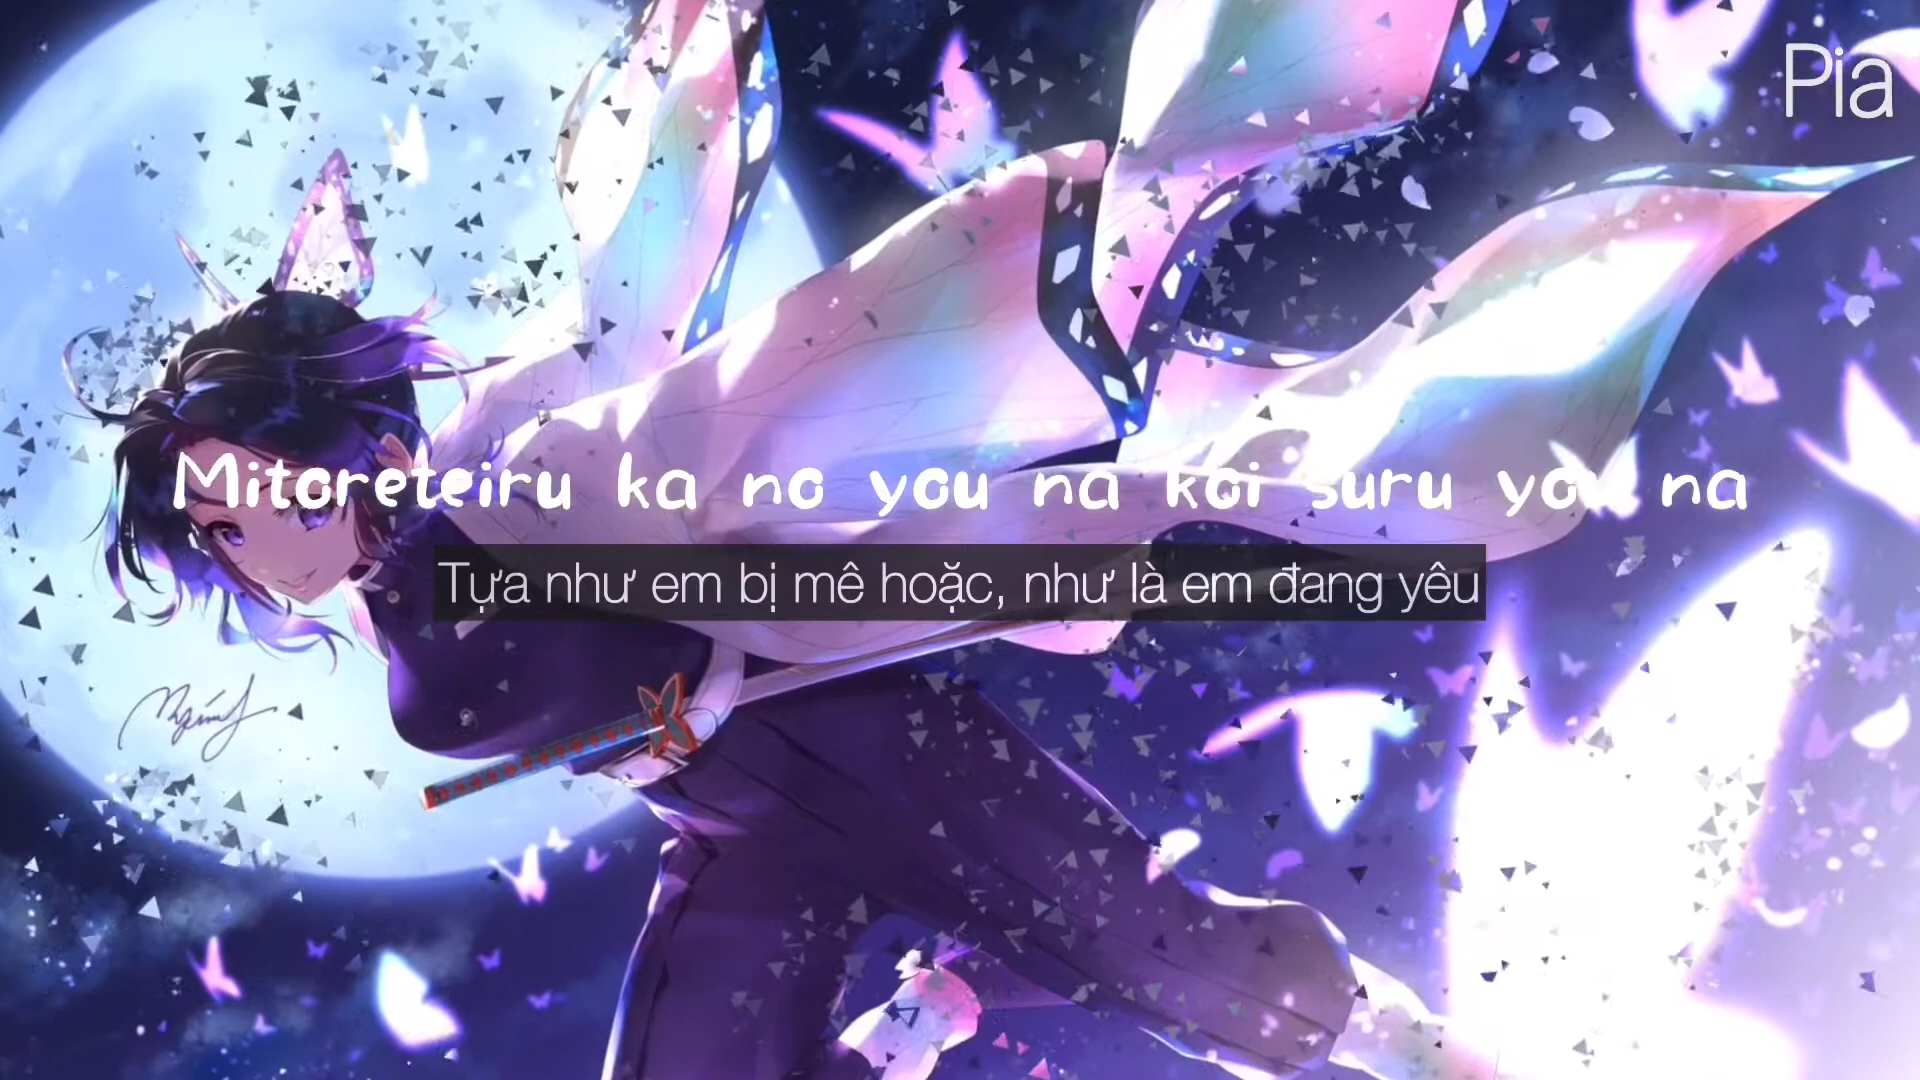 Pia
Mitoreteiru ka no you na koi suru you na
Tựa như em bị mê hoặc, như là em đang yêu